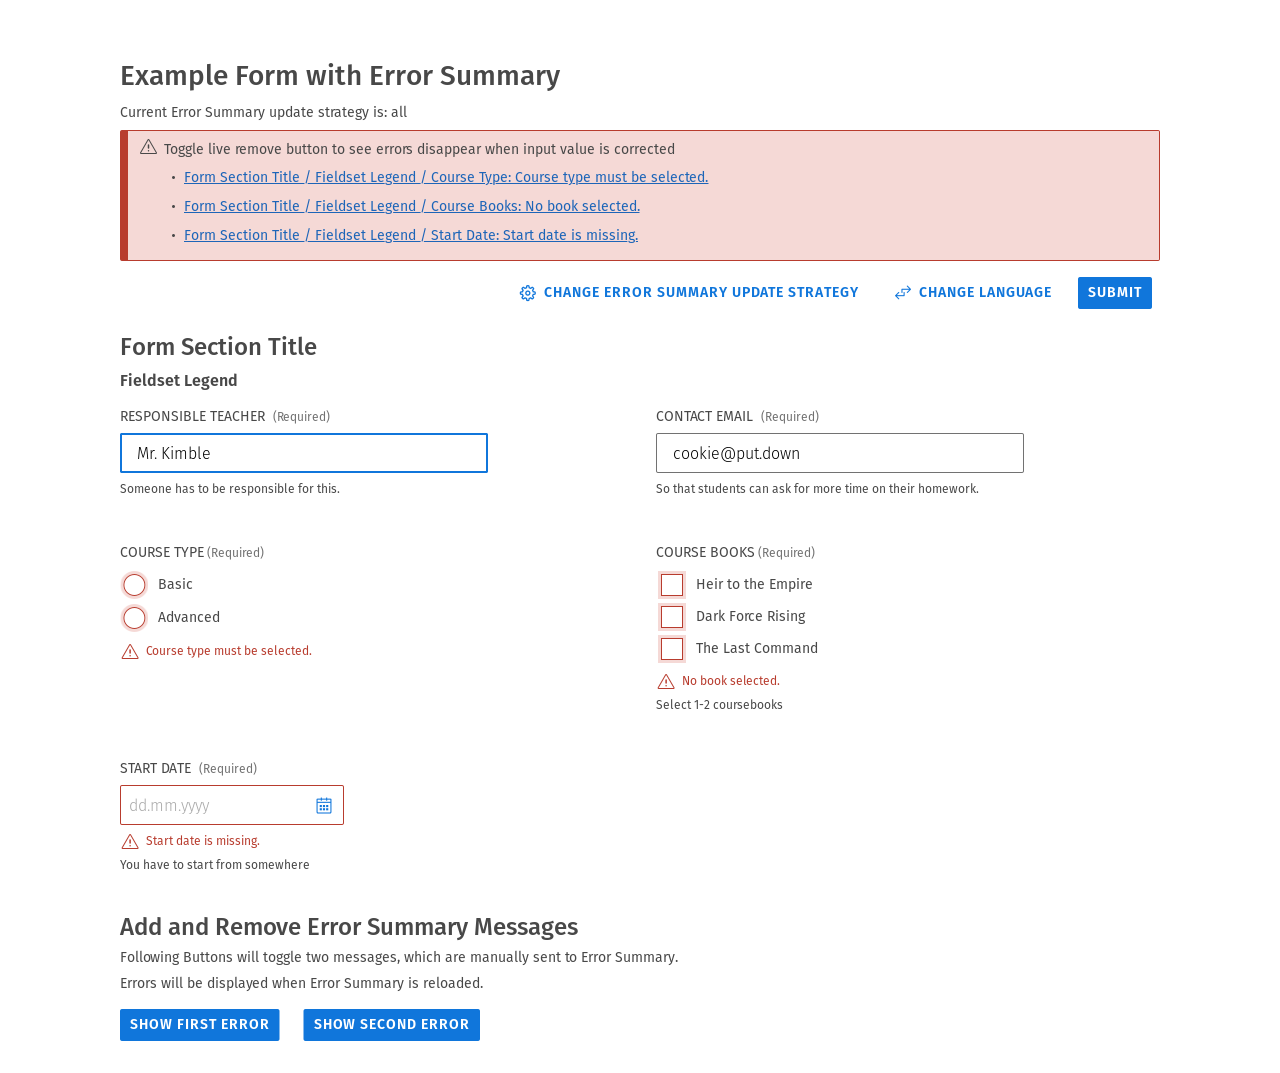 Example Form with Error Summary
Current Error Summary update strategy is: all
Toggle live remove button to see errors disappear when input value is corrected
• Form Section Title / Fieldset Legend / Course Type: Course type must be selected.
• Form Section Title / Fieldset Legend / Course Books: No book selected.
• Form Section Title / Fieldset Legend / Start Date: Start date is missing.
CHANGE ERROR SUMMARY UPDATE STRATEGY CHANGE LANGUAGE SUBMIT
Form Section Title
Fieldset Legend
RESPONSIBLE TEACHER (Required)
Mr. Kimble
Someone has to be responsible for this.
CONTACT EMAIL (Required)
cookie@put.down
So that students can ask for more time on their homework.
COURSE TYPE (Required)
Basic
Advanced
Course type must be selected.
COURSE BOOKS (Required)
Heir to the Empire
Dark Force Rising
The Last Command
No book selected.
Select 1-2 coursebooks
START DATE (Required)
dd.mm.yyyy
Start date is missing.
You have to start from somewhere
Add and Remove Error Summary Messages
Following Buttons will toggle two messages, which are manually sent to Error Summary.
Errors will be displayed when Error Summary is reloaded.
SHOW FIRST ERROR SHOW SECOND ERROR